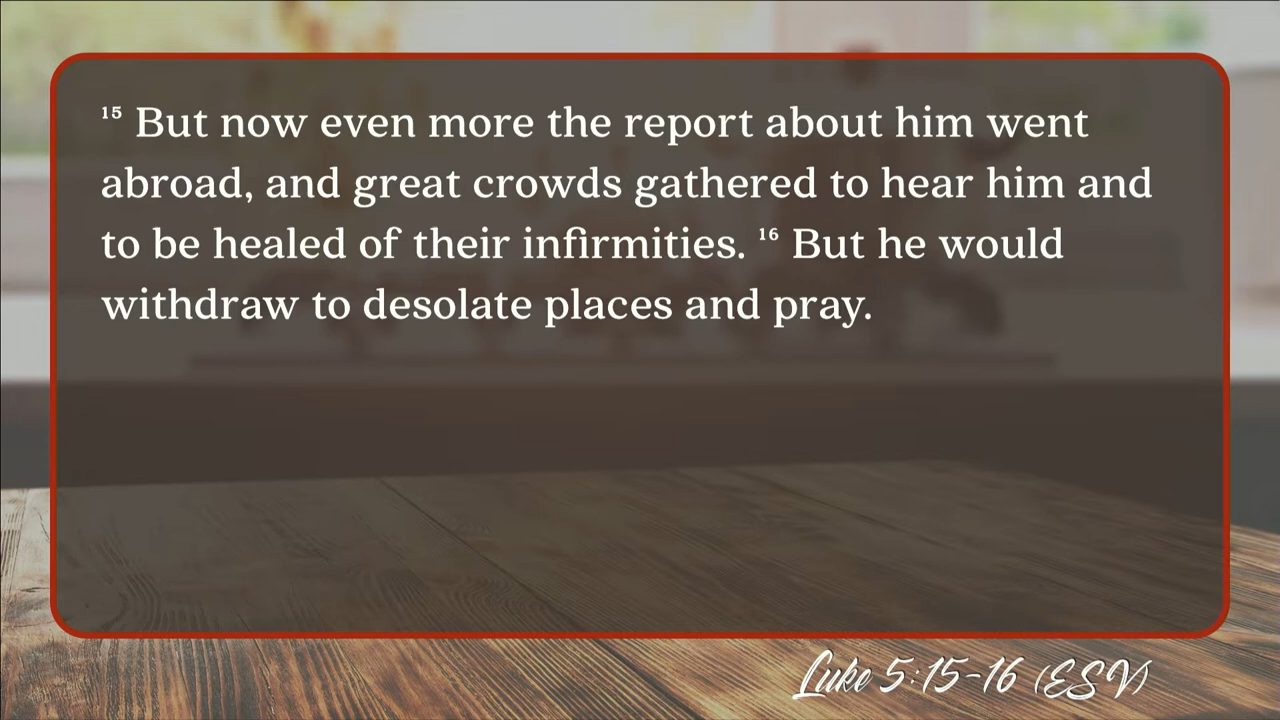 ¹⁵ But now even more the report about him went
abroad, and great crowds gathered to hear him and
to be healed of their infirmities. ¹⁶ But he would
withdraw to desolate places and pray.
Luke 5:15-16 (ESV)